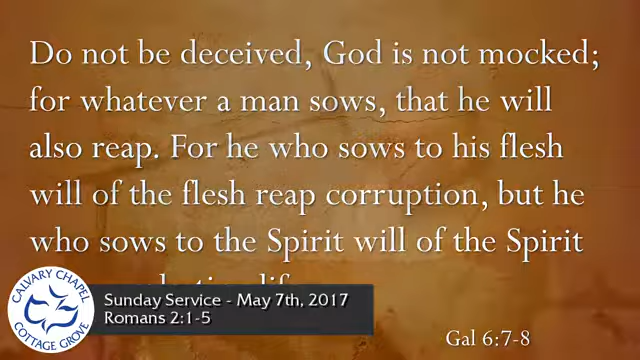 Do not be deceived, God is not mocked;
for whatever a man sows, that he will
also reap. For he who sows to his flesh
will of the flesh reap corruption, but he
who sows to the Spirit will of the Spirit
CALVARY CHAPEL
COTTAGE GROVE
Sunday Service - May 7th, 2017
Romans 2:1-5
Gal 6:7-8